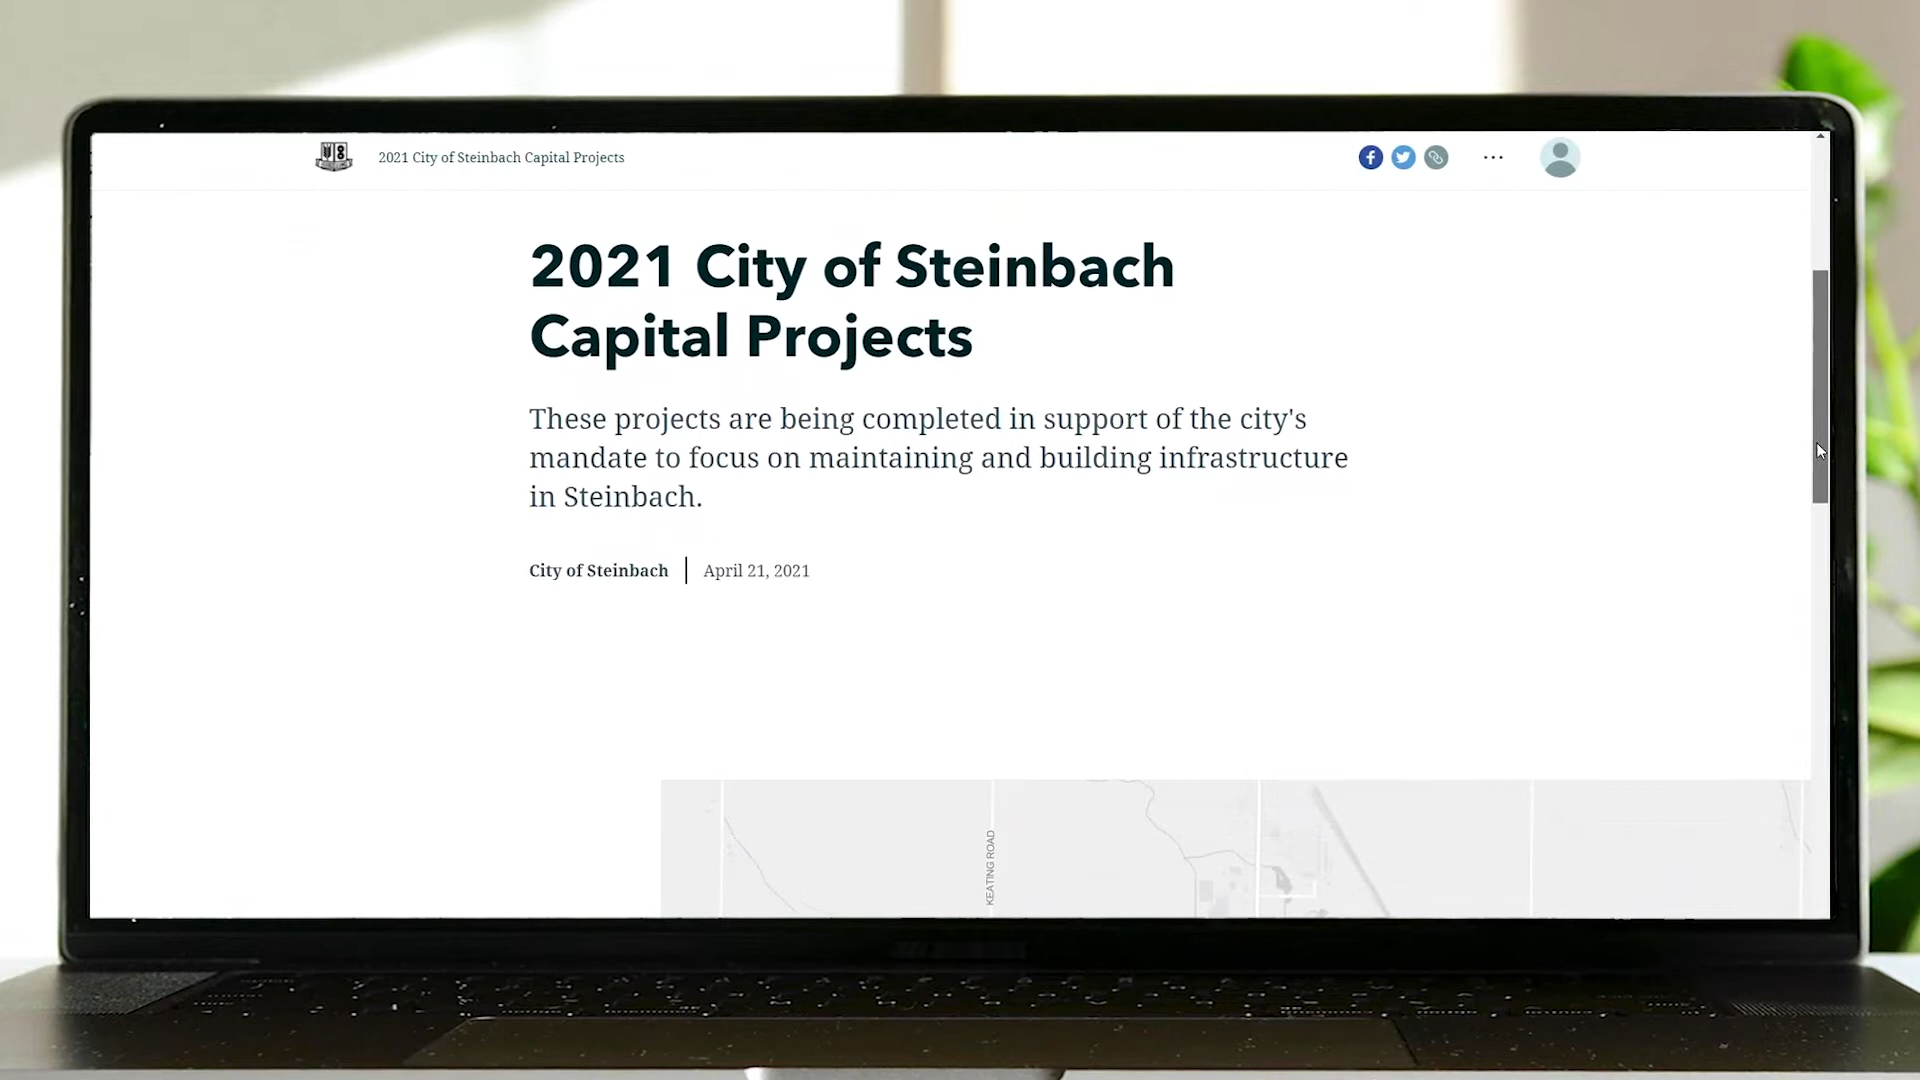 2021 City of Steinbach Capital Projects
2021 City of Steinbach
Capital Projects
These projects are being completed in support of the city's
mandate to focus on maintaining and building infrastructure
in Steinbach.
City of Steinbach | April 21, 2021
KEATING ROAD